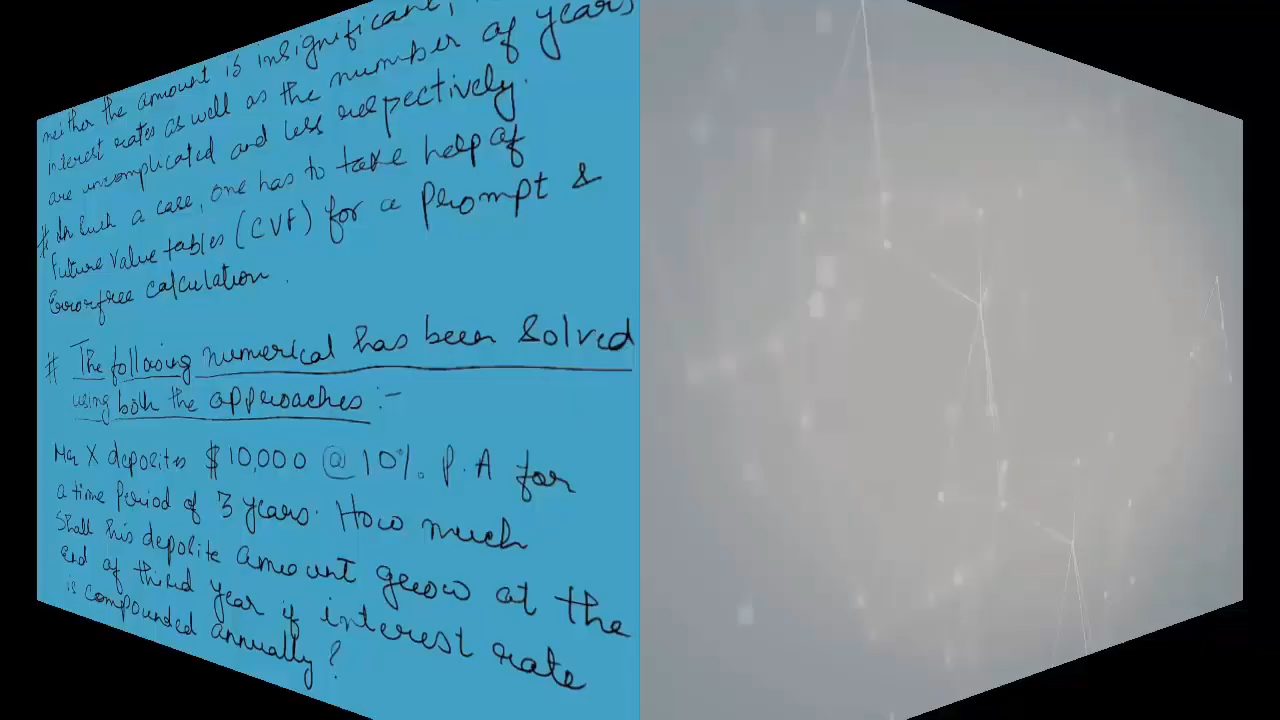 neither the amount is insignificant,
interest rates as well as the number of years
are uncomplicated and less respectively.
# In such a case, one has to take help of
Future Value tables (CVF) for a Prompt &
Errorfree calculation.
# The following numerical has been Solved
using both the approaches :-
Mr X deposits $10,000 @ 10%. P.A for
a time Period of 3 years. How much
Shall his deposite amount grow at the
end of third year if interest rate
is compounded annually?